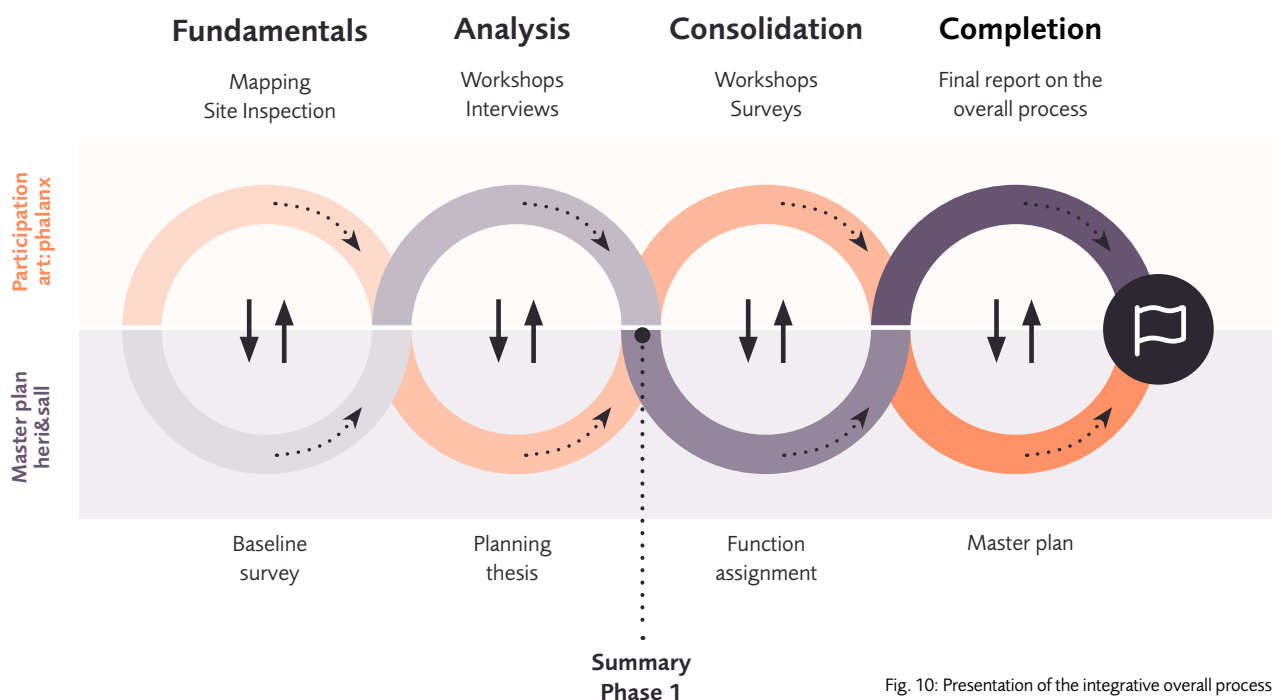 Fundamentals
Mapping
Site Inspection
Analysis
Workshops
Interviews
Consolidation
Workshops
Surveys
Completion
Final report on the
overall process
Participation
art:phalanx
Master plan
heri&sall
Baseline
survey
Planning
thesis
Function
assignment
Master plan
Summary
Phase 1
Fig. 10: Presentation of the integrative overall process